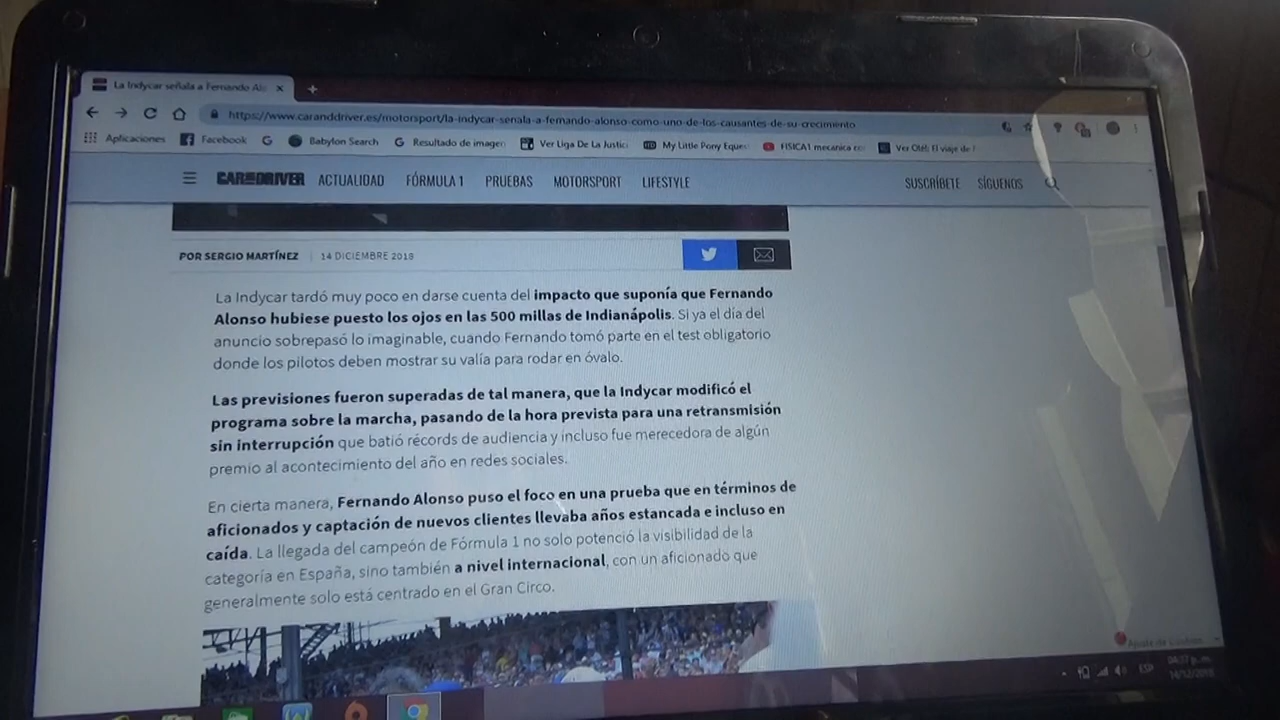 La Indycar señala a Fernando Alo
https://www.caranddriver.es/motorsport/la-indycar-senala-a-fernando-alonso-como-uno-de-los-causantes-de-su-crecimiento
Aplicaciones Facebook Babylon Search Resultado de imagen Ver Liga De La Justic My Little Pony Eques FISICA1 mecanica Ver Olé!: El viaje de F
CAR AND DRIVER ACTUALIDAD FÓRMULA 1 PRUEBAS MOTORSPORT LIFESTYLE SUSCRÍBETE SÍGUENOS
POR SERGIO MARTÍNEZ | 14 DICIEMBRE 2019
La Indycar tardó muy poco en darse cuenta del impacto que suponía que Fernando
Alonso hubiese puesto los ojos en las 500 millas de Indianápolis. Si ya el día del
anuncio sobrepasó lo imaginable, cuando Fernando tomó parte en el test obligatorio
donde los pilotos deben mostrar su valía para rodar en óvalo.
Las previsiones fueron superadas de tal manera, que la Indycar modificó el
programa sobre la marcha, pasando de la hora prevista para una retransmisión
sin interrupción que batió récords de audiencia y incluso fue merecedora de algún
premio al acontecimiento del año en redes sociales.
En cierta manera, Fernando Alonso puso el foco en una prueba que en términos de
aficionados y captación de nuevos clientes llevaba años estancada e incluso en
caída. La llegada del campeón de Fórmula 1 no solo potenció la visibilidad de la
categoría en España, sino también a nivel internacional, con un aficionado que
generalmente solo está centrado en el Gran Circo.
ESP